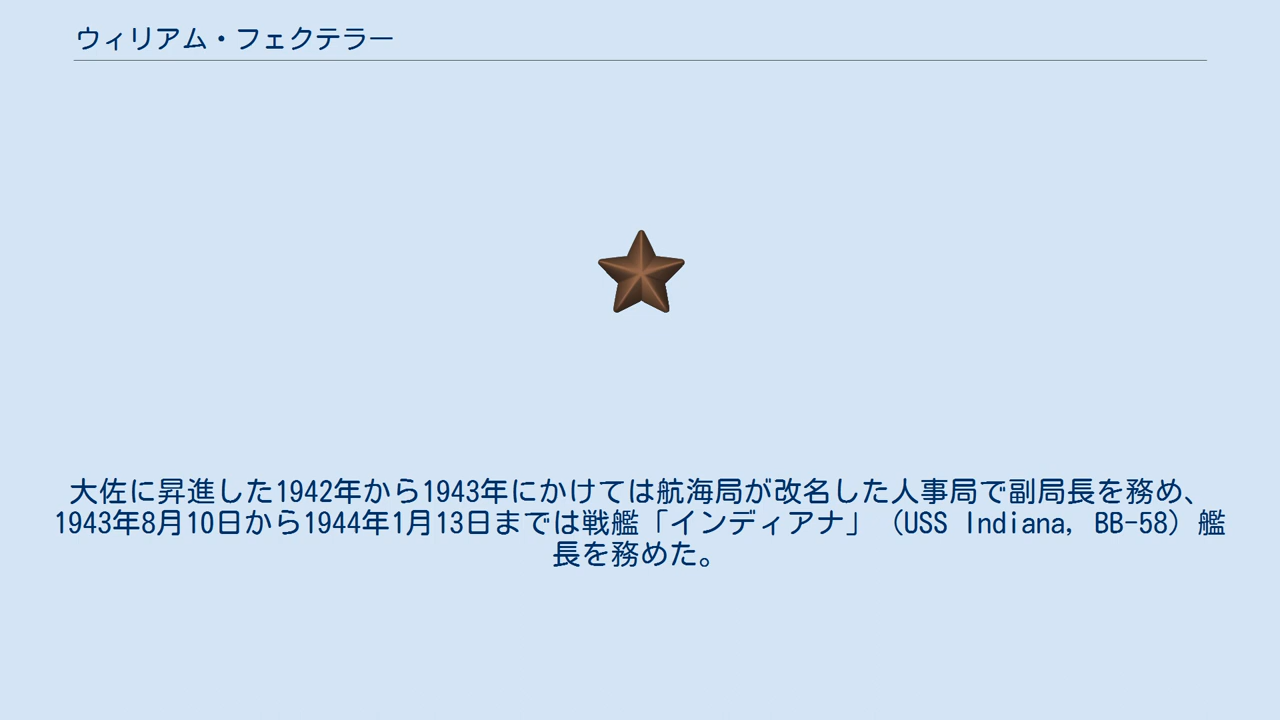 ウィリアム・フェクテラー
大佐に昇進した1942年から1943年にかけては航海局が改名した人事局で副局長を務め、
1943年8月10日から1944年1月13日までは戦艦「インディアナ」（USS Indiana, BB-58）艦
長を務めた。